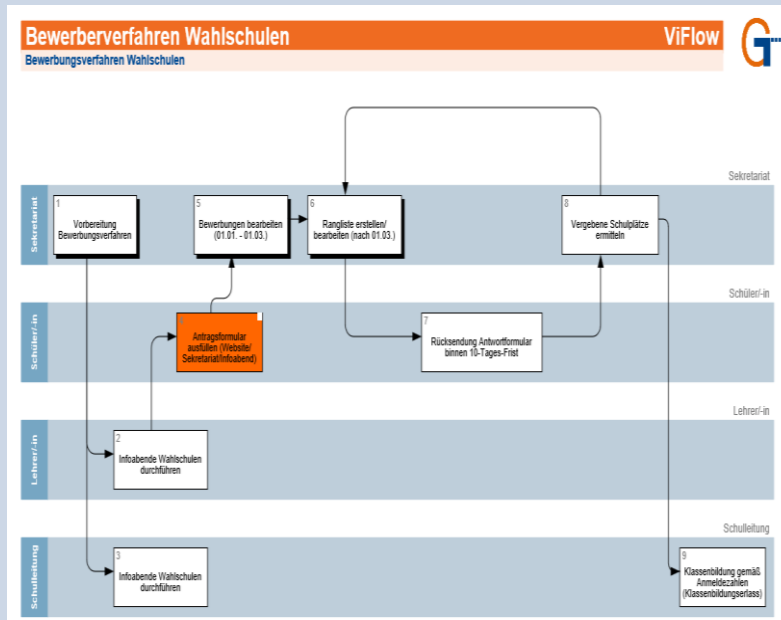 Bewerberverfahren Wahlschulen
ViFlow
GT
Bewerbungsverfahren Wahlschulen
Sekretariat
Sekretariat
1
Vorbereitung
Bewerbungsverfahren
5
Bewerbungen bearbeiten
(01.01. - 01.03.)
6
Rangliste erstellen/
bearbeiten (nach 01.03.)
8
Vergebene Schulplätze
ermitteln
Schüler/-in
Schüler/-in
Antragsformular
ausfüllen (Website/
Sekretariat/Infoabend)
7
Rücksendung Antwortformular
binnen 10-Tages-Frist
Lehrer/-in
Lehrer/-in
2
Infoabende Wahlschulen
durchführen
Schulleitung
Schulleitung
3
Infoabende Wahlschulen
durchführen
9
Klassenbildung gemäß
Anmeldezahlen
(Klassenbildungserlass)